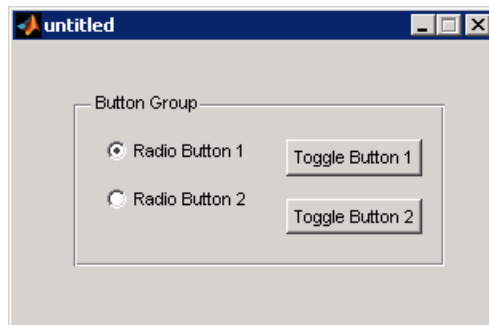 untitled
Button Group
Radio Button 1
Toggle Button 1
Radio Button 2
Toggle Button 2